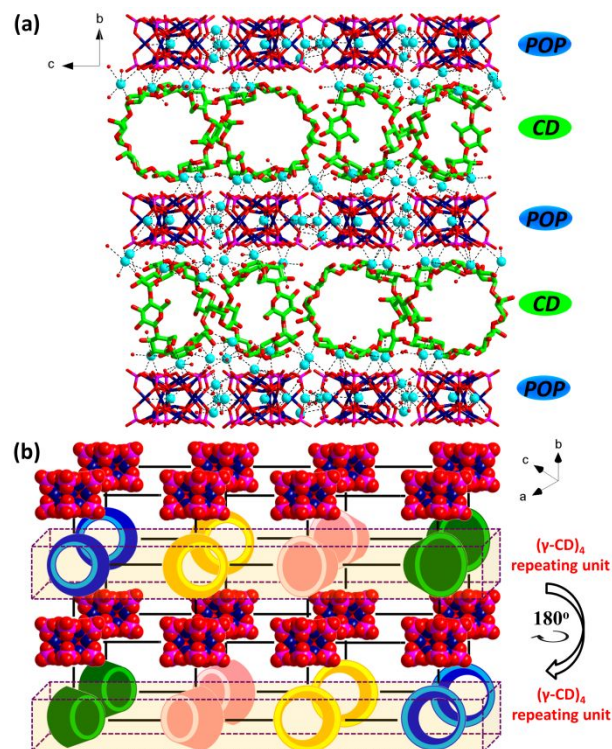 (a)
b
c
POP
CD
POP
CD
POP
(b)
b
c
a
(γ-CD)4
repeating unit
180°
(γ-CD)4
repeating unit